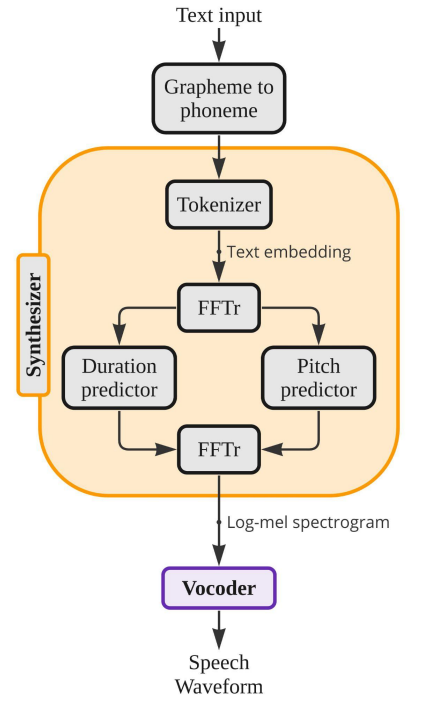 Text input
Grapheme to
phoneme
Tokenizer
Text embedding
Synthesizer
FFTr
Duration
predictor
Pitch
predictor
FFTr
Log-mel spectrogram
Vocoder
Speech
Waveform